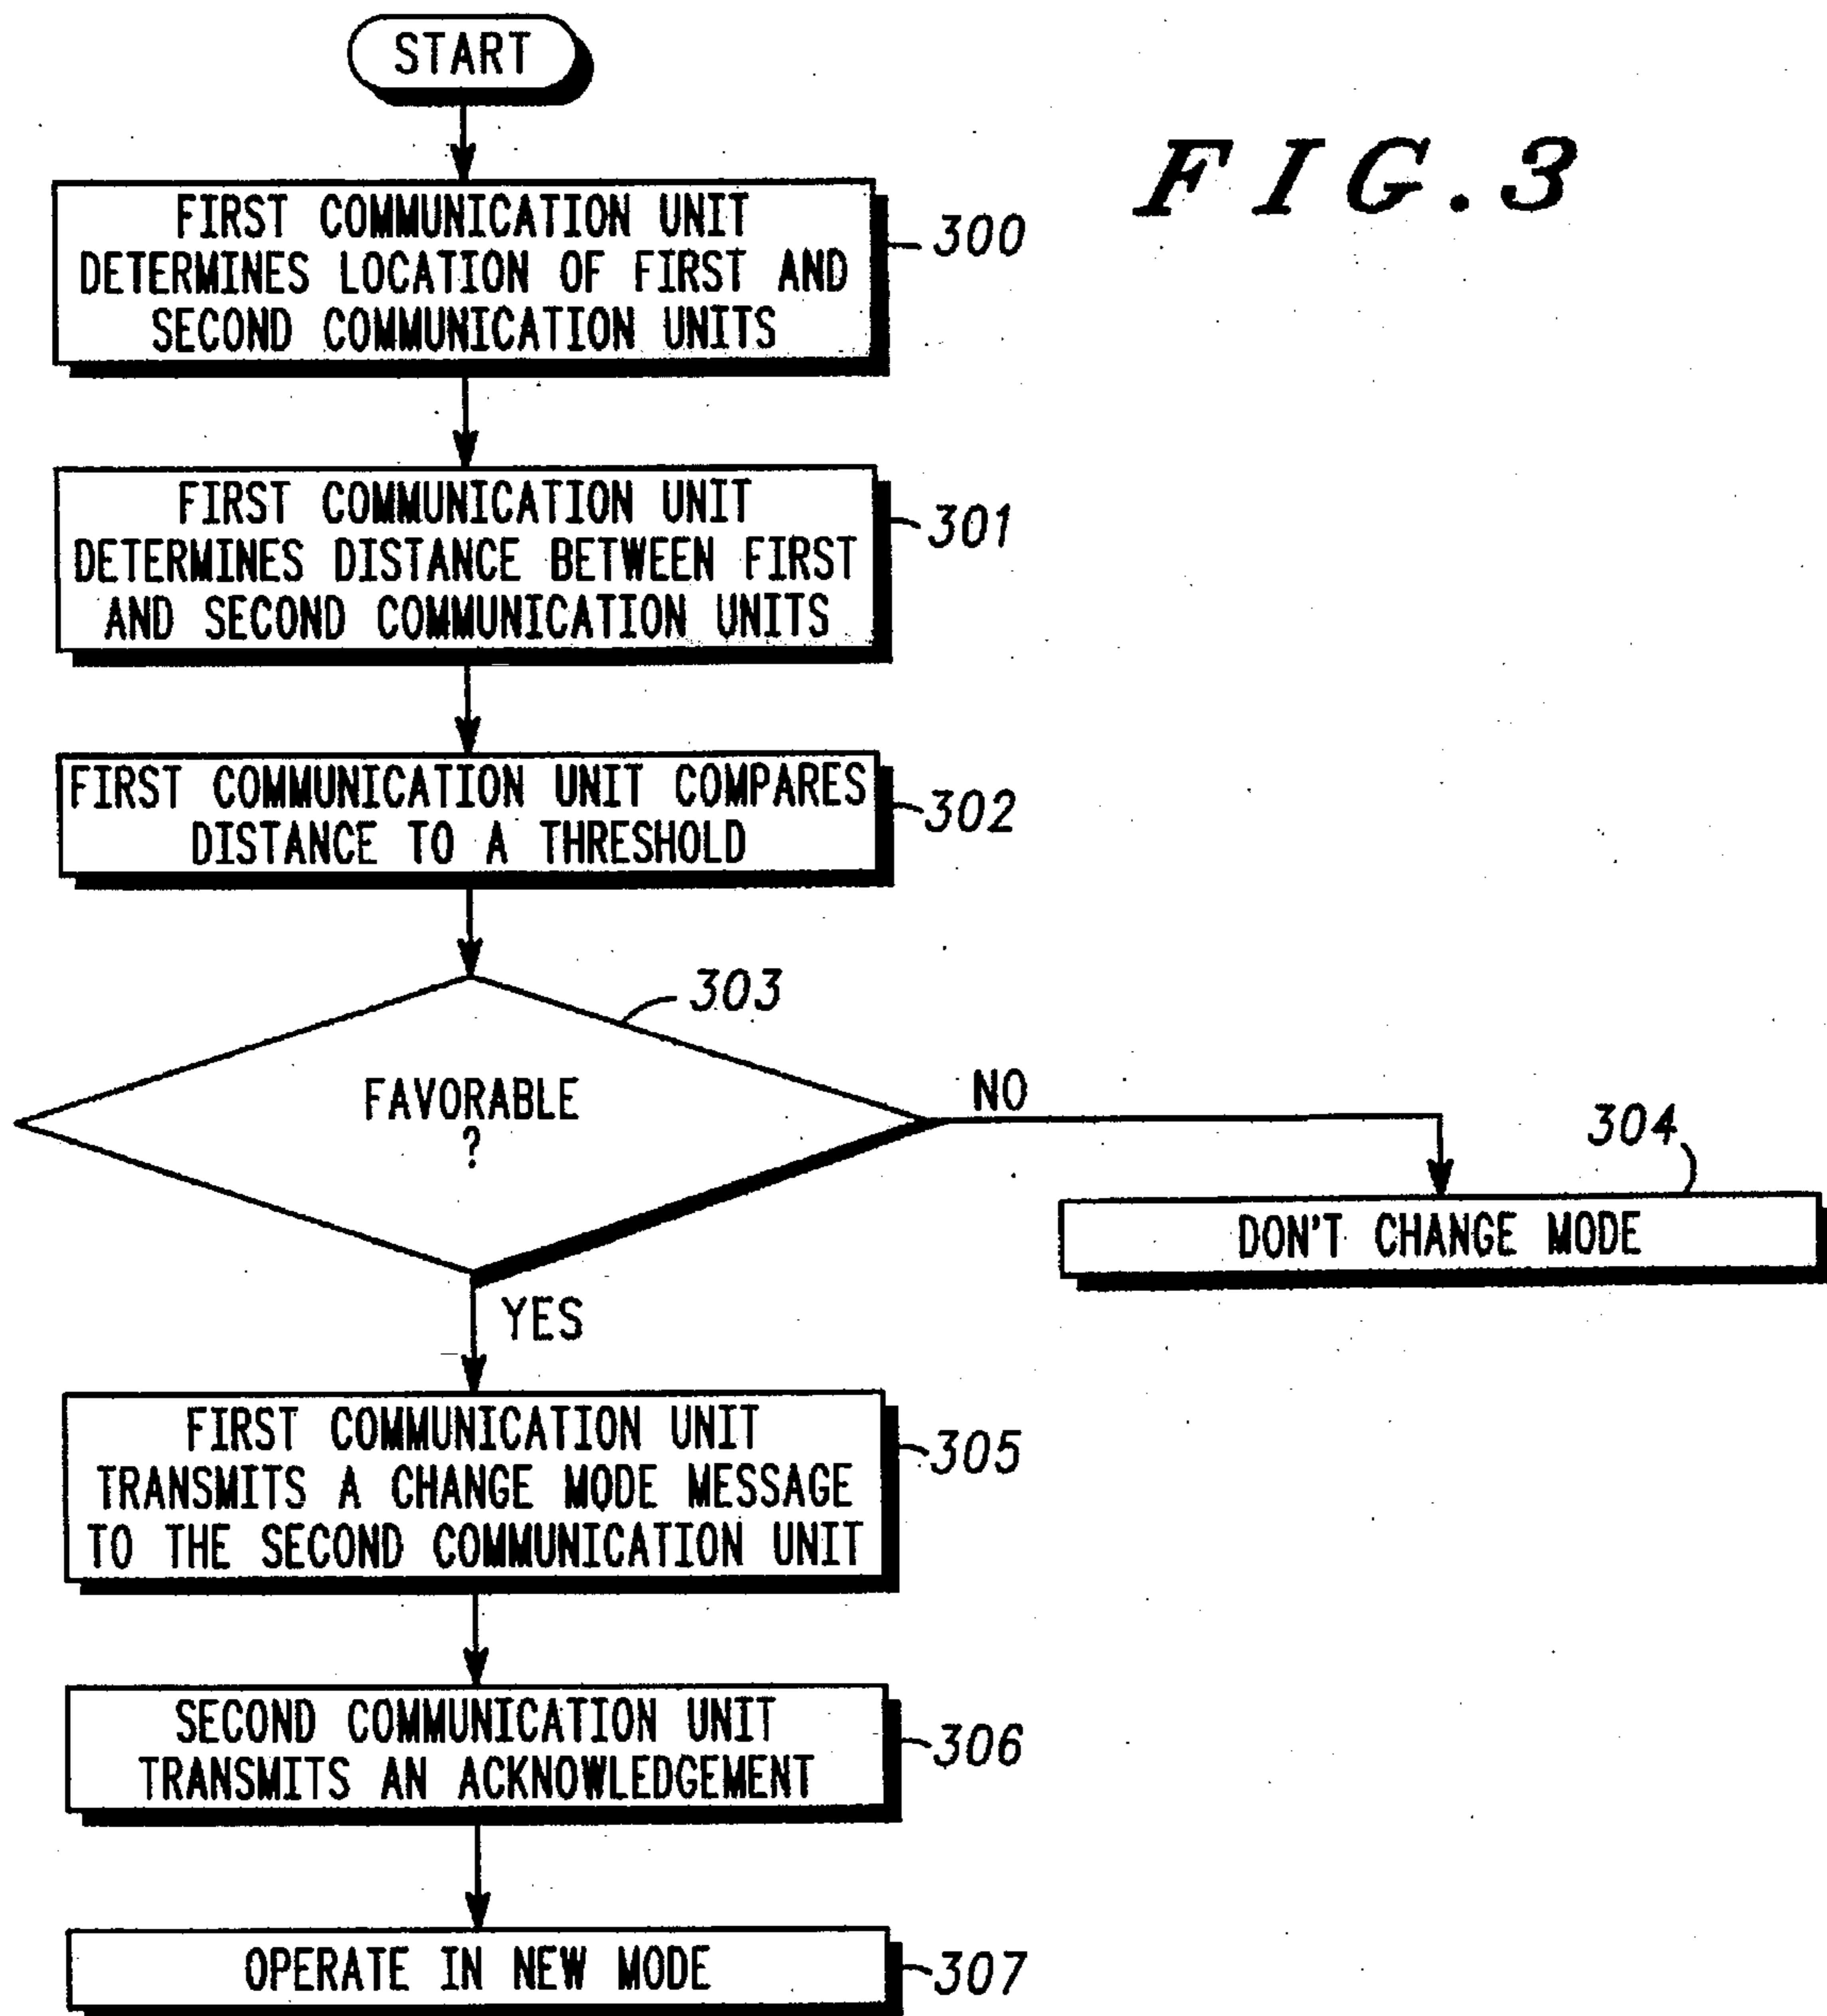 START
FIG.3
FIRST COMMUNICATION UNIT
DETERMINES LOCATION OF FIRST AND
SECOND COMMUNICATION UNITS
300
FIRST COMMUNICATION UNIT
DETERMINES DISTANCE BETWEEN FIRST
AND SECOND COMMUNICATION UNITS
301
FIRST COMMUNICATION UNIT COMPARES
DISTANCE TO A THRESHOLD
302
303
FAVORABLE
?
NO
304
DON'T CHANGE MODE
YES
FIRST COMMUNICATION UNIT
TRANSMITS A CHANGE MODE MESSAGE
TO THE SECOND COMMUNICATION UNIT
305
SECOND COMMUNICATION UNIT
TRANSMITS AN ACKNOWLEDGEMENT
306
OPERATE IN NEW MODE
307